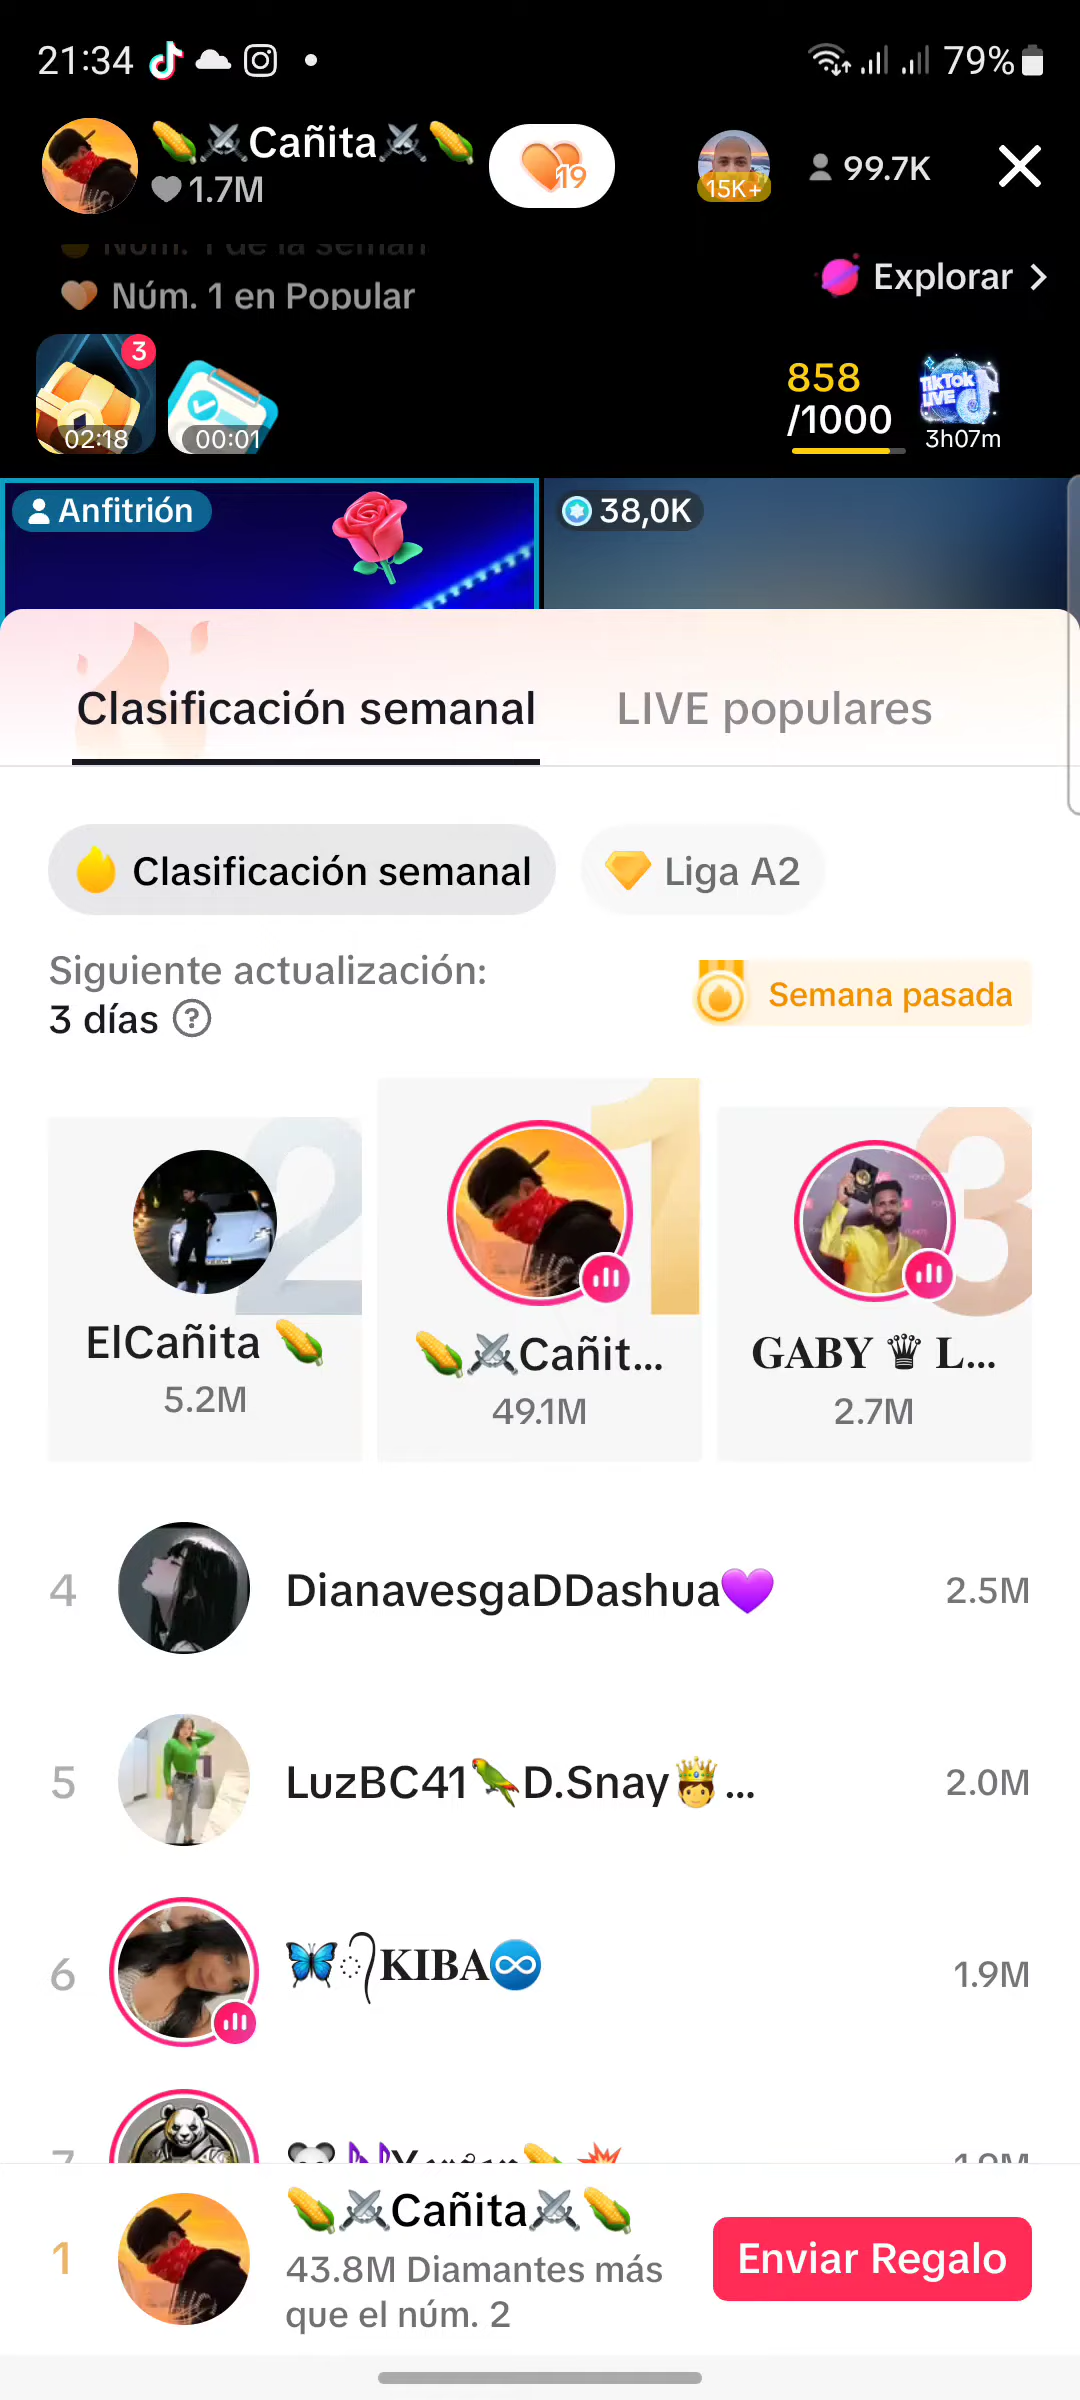 21:34
79%
🌽⚔️Cañita⚔️🌽
1.7M
19
15K+
99.7K
Núm. 1 en Popular
Explorar
3
02:18
00:01
858
/1000
TikTok
LIVE
3h07m
Anfitrión
38,0K
Clasificación semanal
LIVE populares
Clasificación semanal
Liga A2
Siguiente actualización:
3 días
Semana pasada
2
ElCañita 🌽
5.2M
1
🌽⚔️Cañit...
49.1M
3
GABY ♛ L...
2.7M
4
DianavesgaDDashua💜
2.5M
5
LuzBC41🦜D.Snay🤴...
2.0M
6
🦋᭄KIBA♾️
1.9M
1
🌽⚔️Cañita⚔️🌽
43.8M Diamantes más
que el núm. 2
Enviar Regalo